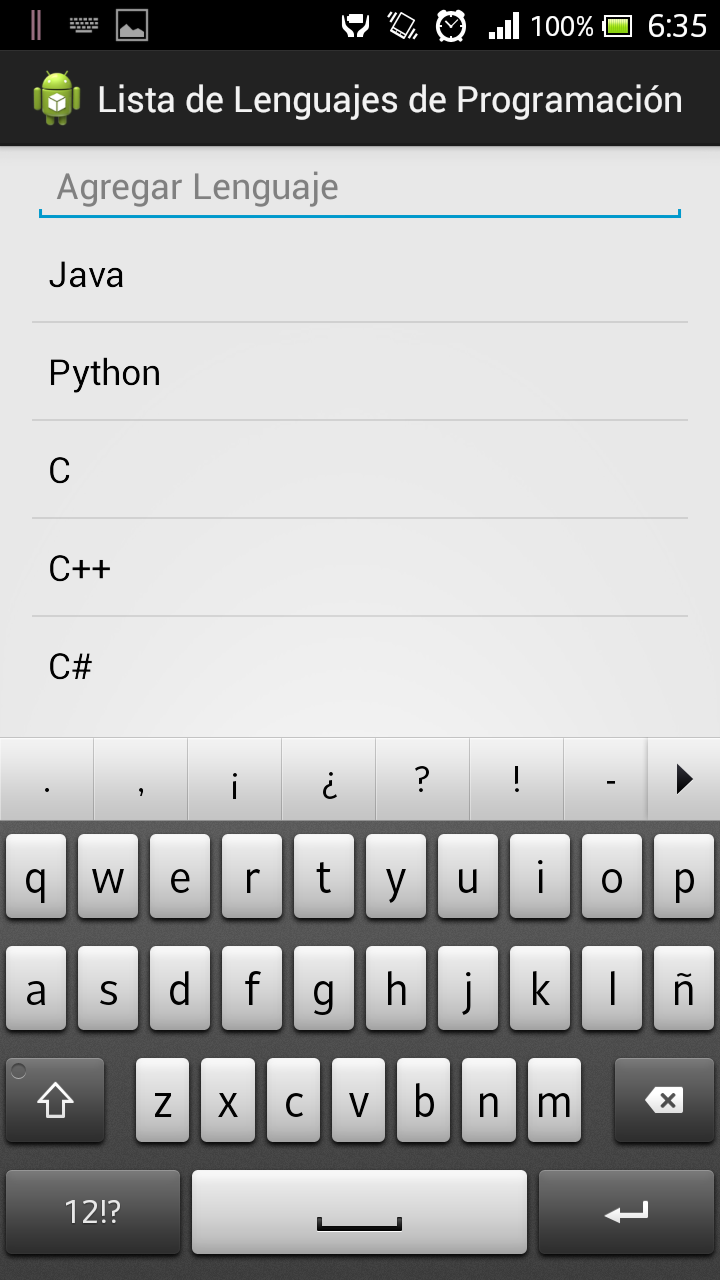 100% 6:35
Lista de Lenguajes de Programación
Agregar Lenguaje
Java
Python
C
C++
C#
. , ¡ ¿ ? ! -
q w e r t y u i o p
a s d f g h j k l ñ
z x c v b n m
12!?